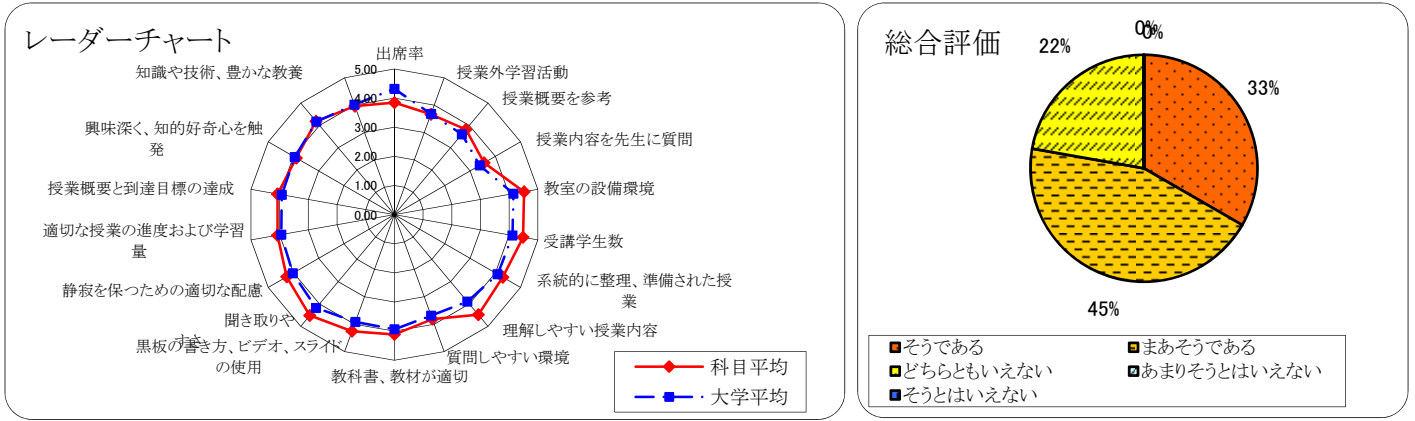 レーダーチャート
出席率
授業外学習活動
授業概要を参考
授業内容を先生に質問
教室の設備環境
受講学生数
系統的に整理、準備された授
業
理解しやすい授業内容
質問しやすい環境
教科書、教材が適切
黒板の書き方、ビデオ、スライド
の使用
聞き取りや
すさ
静寂を保つための適切な配慮
適切な授業の進度および学習
量
授業概要と到達目標の達成
興味深く、知的好奇心を触
発
知識や技術、豊かな教養
5.00
4.00
3.00
2.00
1.00
0.00
科目平均
大学平均
総合評価
0%
0%
33%
45%
22%
そうである
まあそうである
どちらともいえない
あまりそうとはいえない
そうとはいえない